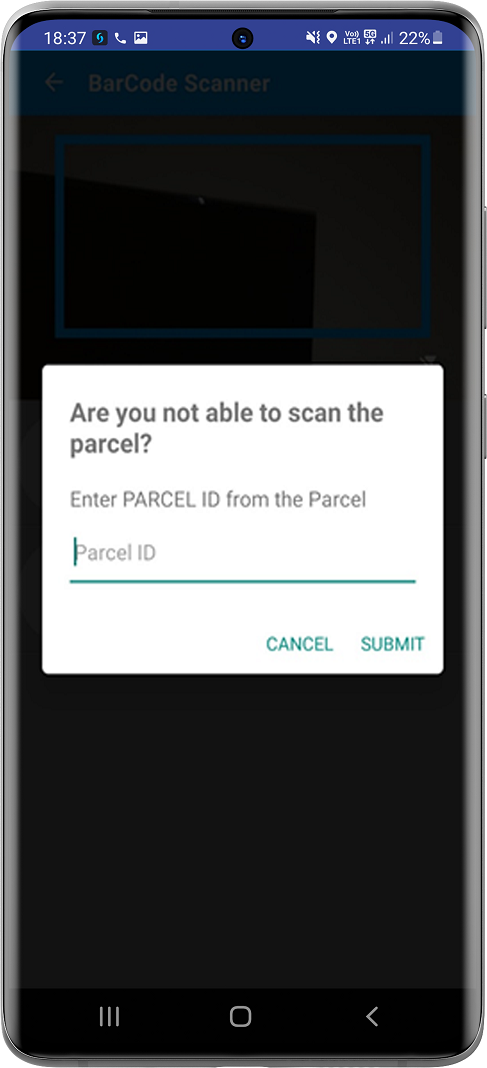 18:37
Vo) 5G
LTE1
22%
BarCode Scanner
Are you not able to scan the
parcel?
Enter PARCEL ID from the Parcel
Parcel ID
CANCEL SUBMIT